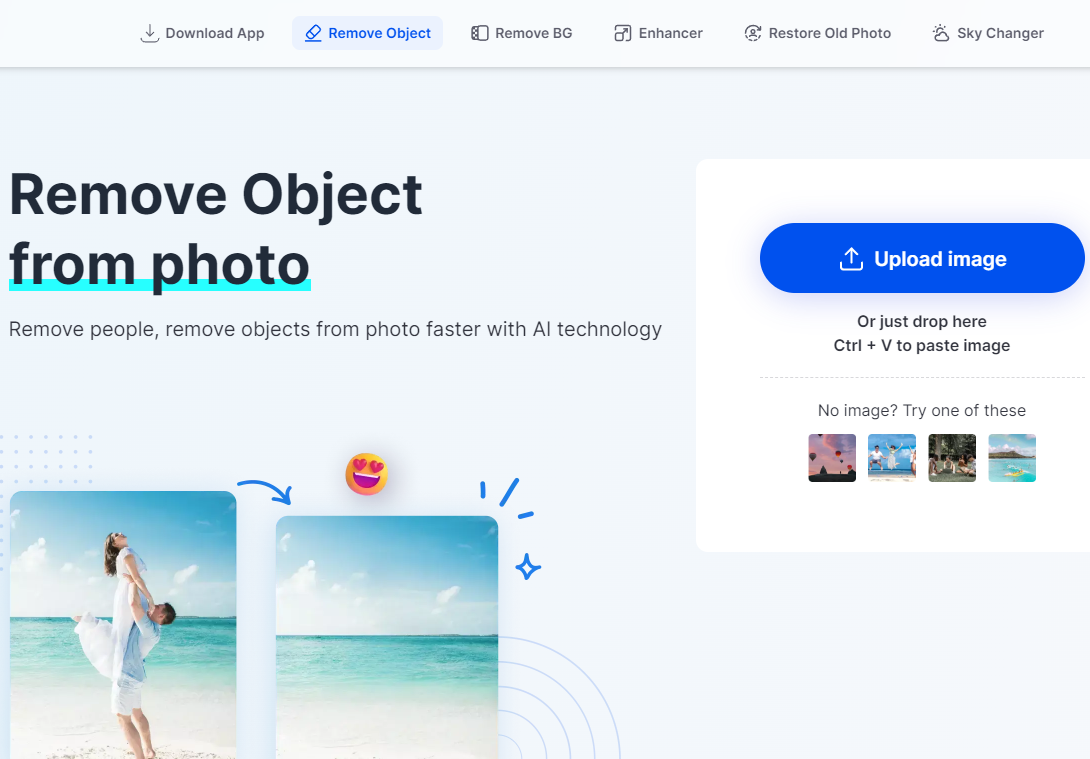 Download App
Remove Object
Remove BG
Enhancer
Restore Old Photo
Sky Changer
Remove Object
from photo
Remove people, remove objects from photo faster with AI technology
Upload image
Or just drop here
Ctrl + V to paste image
No image? Try one of these